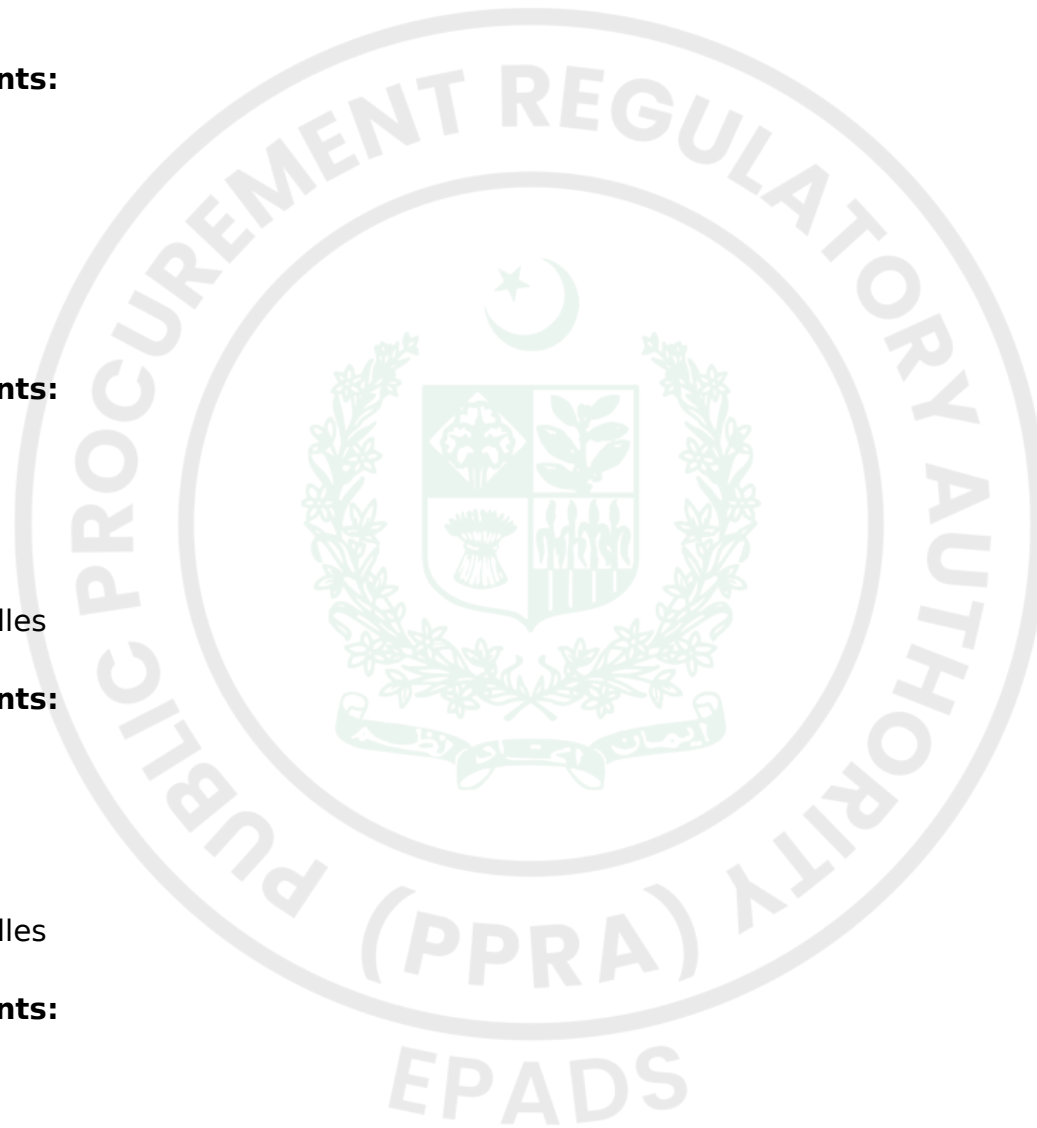 nts:
PUBLIC PROCUREMENT REGULATORY AUTHORITY
nts:
lles
nts:
(PPRA)
lles
nts:
EPADS